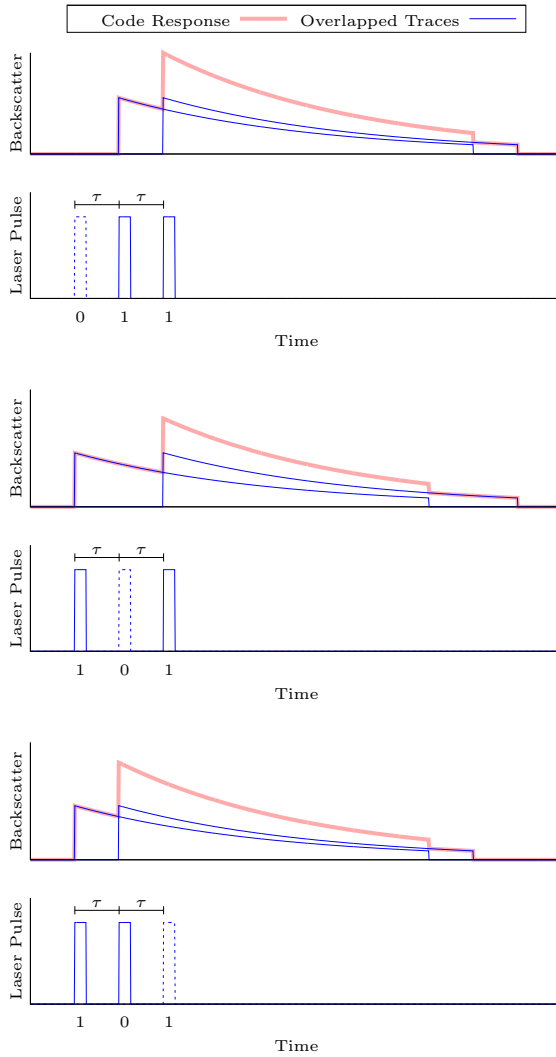 Code Response Overlapped Traces
Backscatter
Laser Pulse
τ τ
0 1 1
Time
Backscatter
Laser Pulse
τ τ
1 0 1
Time
Backscatter
Laser Pulse
τ τ
1 0 1
Time